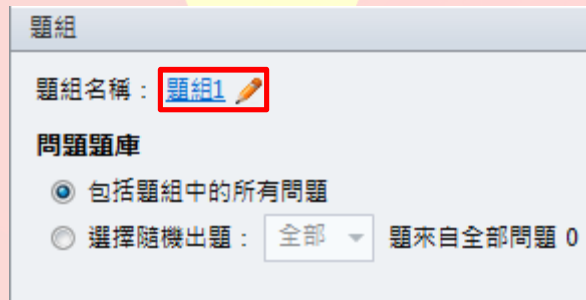 題組
題組名稱：題組1
問題題庫
包括題組中的所有問題
選擇隨機出題： 全部 題來自全部問題 0